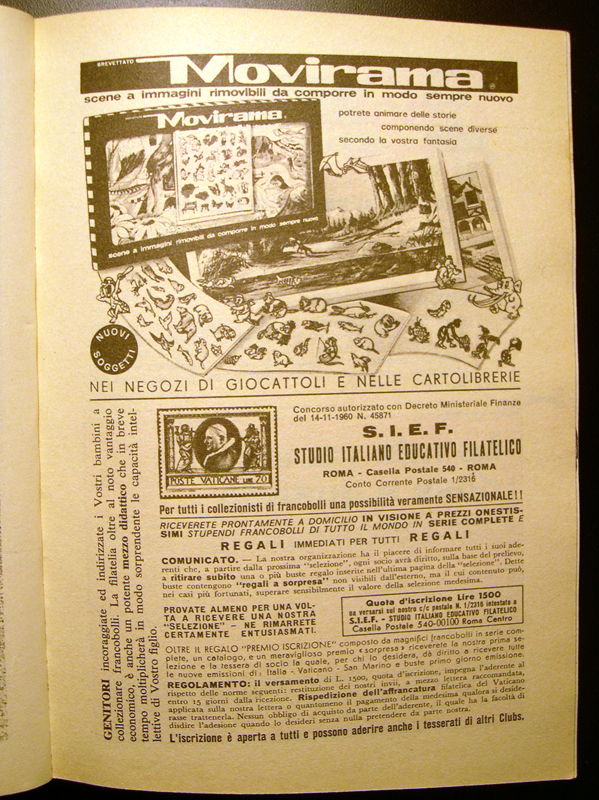 BREVETTATO
Movirama
scene a immagini rimovibili da comporre in modo sempre nuovo
potrete animare delle storie
componendo scene diverse
secondo la vostra fantasia
Movirama
scene a immagini rimovibili da comporre in modo sempre nuovo
NUOVI
SOGGETTI
NEI NEGOZI DI GIOCATTOLI E NELLE CARTOLIBRERIE
GENITORI incoraggiate ed indirizzate i Vostri bambini a
collezionare francobolli. La filatelia oltre al noto vantaggio
economico, è anche un potente mezzo didattico che in breve
tempo moltiplicherà in modo sorprendente le capacità intel-
lettive di Vostro figlio.
POSTE VATICANE LIRE 70
Concorso autorizzato con Decreto Ministeriale Finanze
del 14-11-1960 N. 45871
S.I.E.F.
STUDIO ITALIANO EDUCATIVO FILATELICO
ROMA - Casella Postale 540 - ROMA
Conto Corrente Postale 1/2316
Per tutti i collezionisti di francobolli una possibilità veramente SENSAZIONALE!!
RICEVERETE PRONTAMENTE A DOMICILIO IN VISIONE A PREZZI ONESTIS-
SIMI STUPENDI FRANCOBOLLI DI TUTTO IL MONDO IN SERIE COMPLETE E
REGALI IMMEDIATI PER TUTTI REGALI
COMUNICATO. — La nostra organizzazione ha il piacere di informare tutti i suoi ade-
renti che, a partire dalla prossima "selezione", ogni socio avrà diritto, sulla base del prelievo,
a ritirare subito una o più buste regalo inserite nell'ultima pagina della "selezione". Dette
buste contengono "regali a sorpresa" non visibili dall'esterno, ma il cui contenuto può,
nei casi più fortunati, superare sensibilmente il valore della selezione medesima.
PROVATE ALMENO PER UNA VOL-
TA A RICEVERE UNA NOSTRA
"SELEZIONE" - NE RIMARRETE
CERTAMENTE ENTUSIASMATI.
Quota d'iscrizione Lire 1500
da versarsi sul nostro c/c postale N. 1/2316 intestato a
S.I.E.F. - STUDIO ITALIANO EDUCATIVO FILATELICO
Casella Postale 540-00100 Roma Centro
OLTRE IL REGALO "PREMIO ISCRIZIONE" composto da magnifici francobolli in serie com-
plete, un catalogo, e un meraviglioso premio «sorpresa» riceverete la nostra prima se-
lezione e la tessera di socio la quale, per chi lo desidera, dà diritto a ricevere tutte
le nuove emissioni di: Italia - Vaticano - San Marino e buste primo giorno emissione.
REGOLAMENTO: il versamento di L. 1500, quota d'iscrizione, impegna l'aderente al
rispetto delle norme seguenti: restituzione dei nostri invii, a mezzo lettera raccomandata,
entro 15 giorni dalla ricezione. Rispedizione dell'affrancatura filatelica del Vaticano
applicata sulla nostra lettera o quantomeno il pagamento della medesima qualora si deside-
rasse trattenerla. Nessun obbligo di acquisto da parte dell'aderente, il quale ha la facoltà di
disdire l'adesione quando lo desideri senza nulla pretendere da parte nostra.
L'iscrizione è aperta a tutti e possono aderire anche i tesserati di altri Clubs.